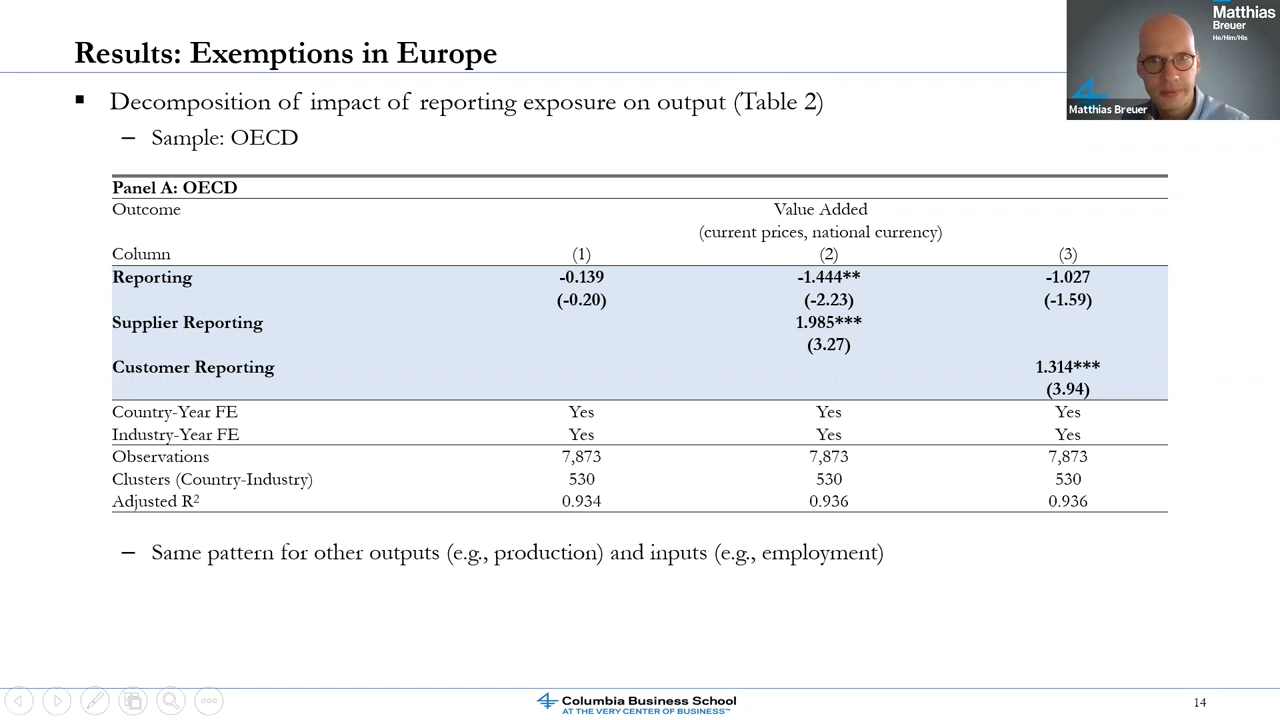 Results: Exemptions in Europe
Matthias
Breuer
He/Him/His
Matthias Breuer
▪ Decomposition of impact of reporting exposure on output (Table 2)
– Sample: OECD
Panel A: OECD
Outcome Value Added
(current prices, national currency)
Column (1) (2) (3)
Reporting -0.139 -1.444** -1.027
(-0.20) (-2.23) (-1.59)
Supplier Reporting 1.985***
(3.27)
Customer Reporting 1.314***
(3.94)
Country-Year FE Yes Yes Yes
Industry-Year FE Yes Yes Yes
Observations 7,873 7,873 7,873
Clusters (Country-Industry) 530 530 530
Adjusted R² 0.934 0.936 0.936
– Same pattern for other outputs (e.g., production) and inputs (e.g., employment)
Columbia Business School
AT THE VERY CENTER OF BUSINESS™
14